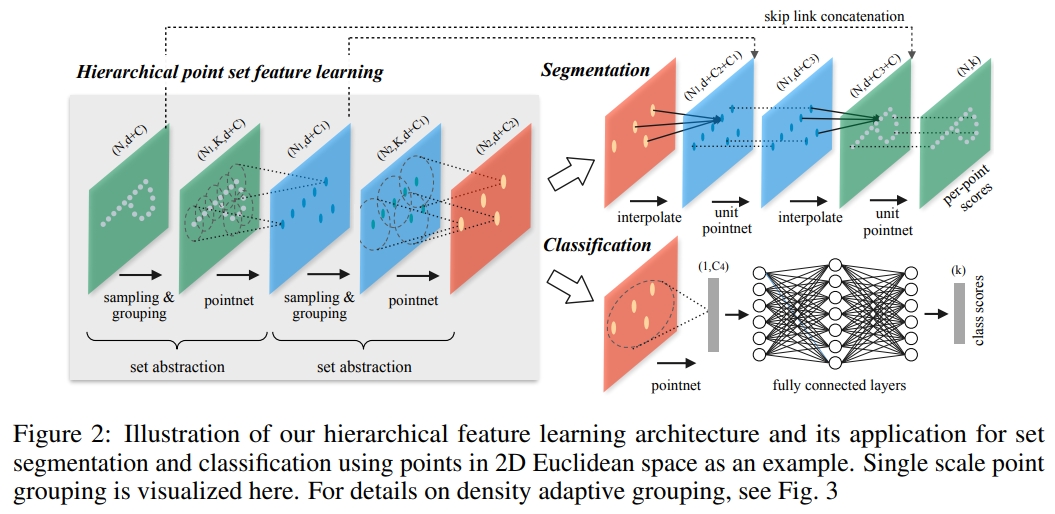 skip link concatenation
Hierarchical point set feature learning
(N,d+C)
(N1,K,d+C)
(N1,d+C1)
(N2,K,d+C1)
(N2,d+C2)
sampling &
grouping
pointnet
sampling &
grouping
pointnet
set abstraction
set abstraction
Segmentation
(N1,d+C2+C1)
(N1,d+C3)
(N,d+C3+C)
(N,k)
interpolate
unit
pointnet
interpolate
unit
pointnet
per-point
scores
Classification
(1,C4)
(k)
class scores
pointnet
fully connected layers
Figure 2: Illustration of our hierarchical feature learning architecture and its application for set
segmentation and classification using points in 2D Euclidean space as an example. Single scale point
grouping is visualized here. For details on density adaptive grouping, see Fig. 3